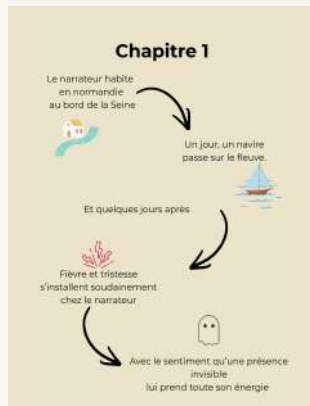 Chapitre 1
Le narrateur habite
en normandie
au bord de la Seine
Un jour, un navire
passe sur le fleuve.
Et quelques jours après
Fièvre et tristesse
s'installent soudainement
chez le narrateur
Avec le sentiment qu'une présence
invisible
lui prend toute son énergie